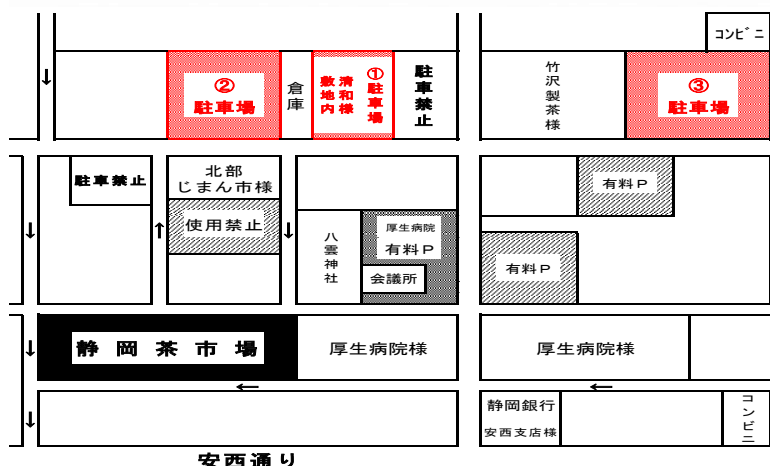 コンビニ
②
駐車場
倉庫
①駐車場
清和様
敷地内
駐車禁止
竹沢製茶様
③
駐車場
↓
駐車禁止
北部
じまん市様
使用禁止
↓
↑
↓
八雲神社
厚生病院
有料P
会議所
有料P
有料P
↓
静岡茶市場
厚生病院様
厚生病院様
←
←
↓
静岡銀行
安西支店様
コンビニ
安西通り